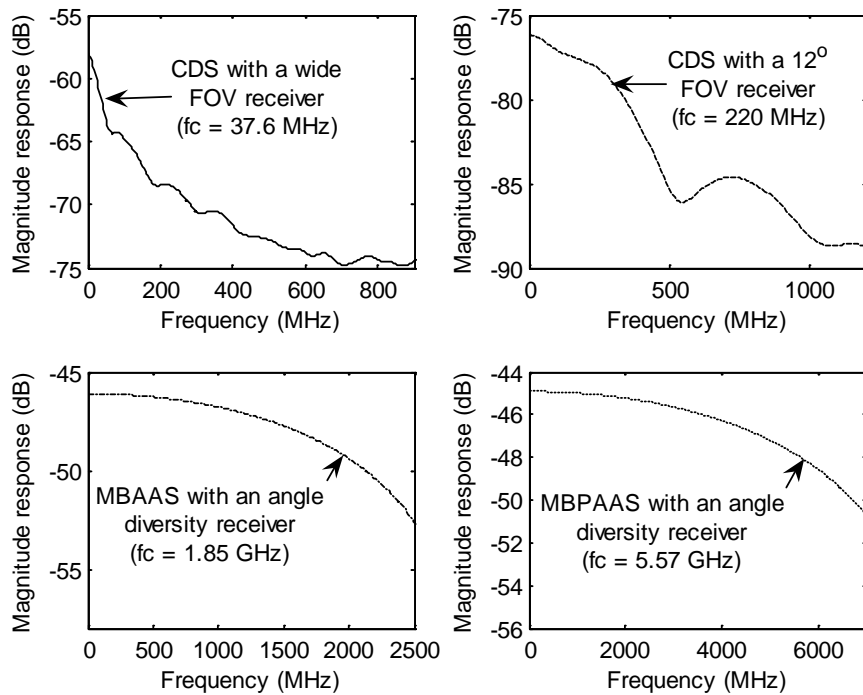 Magnitude response (dB)
-55
-60
-65
-70
-75
CDS with a wide
FOV receiver
(fc = 37.6 MHz)
0 200 400 600 800
Frequency (MHz)
Magnitude response (dB)
-75
-80
-85
-90
CDS with a 12º
FOV receiver
(fc = 220 MHz)
0 500 1000
Frequency (MHz)
Magnitude response (dB)
-45
-50
-55
MBAAS with an angle
diversity receiver
(fc = 1.85 GHz)
0 500 1000 1500 2000 2500
Frequency (MHz)
Magnitude response (dB)
-44
-46
-48
-50
-52
-54
-56
MBPAAS with an angle
diversity receiver
(fc = 5.57 GHz)
0 2000 4000 6000
Frequency (MHz)